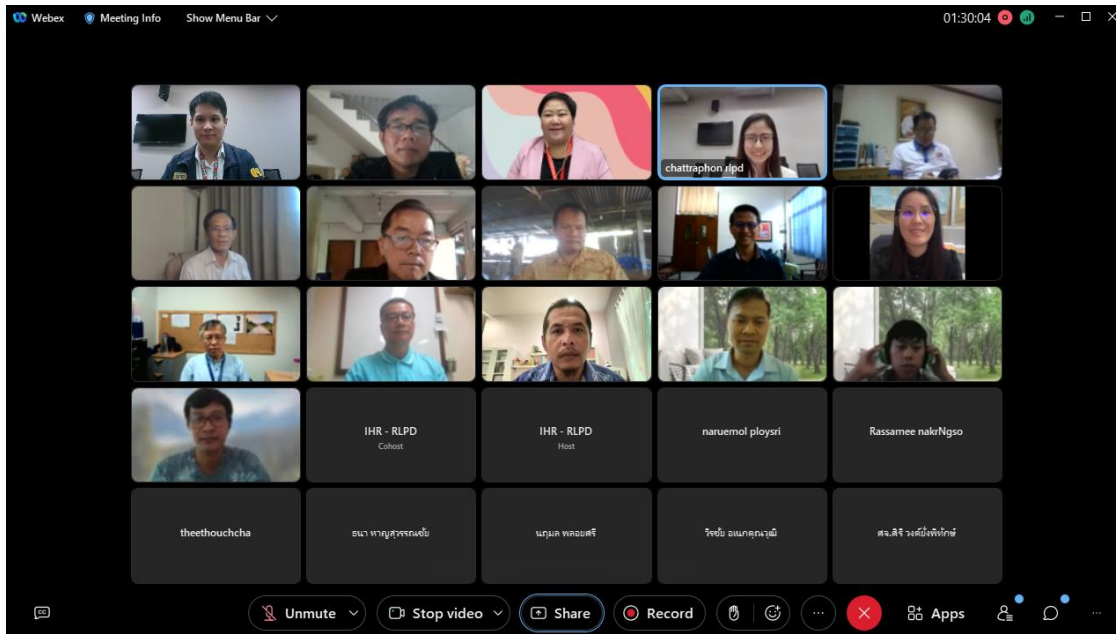 Webex
Meeting Info
Show Menu Bar
01:30:04
chattraphon rlpd
IHR - RLPD
Cohost
IHR - RLPD
Host
naruemol ploysri
Rassamee nakrNgso
theethouchcha
ธนา หาญสุวรรณชัย
นฤมล พลอยศรี
วิรชัย อเนกคุณวุฒิ
ศจ.ศิริ วงค์ยั่งพิทักษ์
CC
Unmute
Stop video
Share
Record
Apps